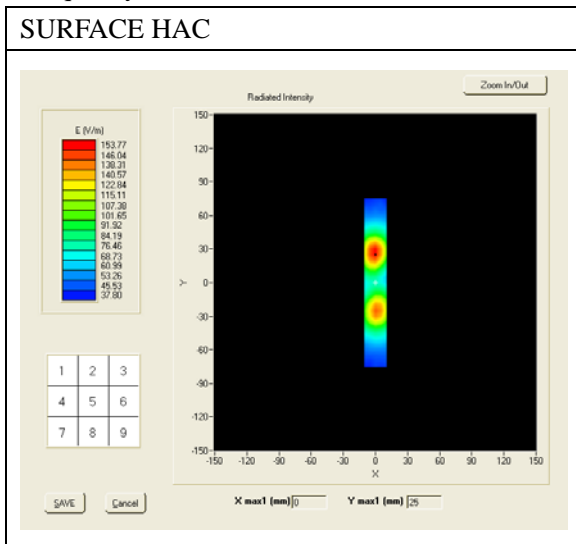 SURFACE HAC
Zoom In/Out
Radiated Intensity
E (V/m)
153.77
146.04
138.31
140.57
122.84
115.11
107.38
101.65
91.92
84.19
76.46
68.73
60.99
53.26
45.53
37.80
150
120
90
60
30
0
-30
-60
-90
-120
-150
Y
-150 -120 -90 -60 -30 0 30 60 90 120 150
X
1 2 3
4 5 6
7 8 9
SAVE Cancel
X max1 (mm) 0 Y max1 (mm) 25